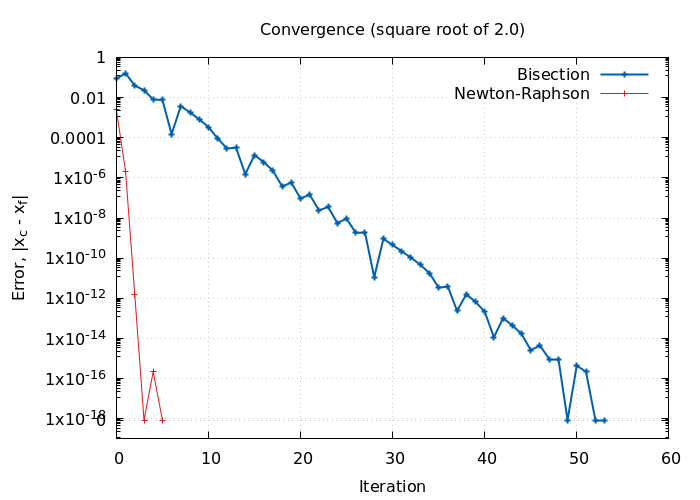 Convergence (square root of 2.0)
Bisection
Newton-Raphson
1
0.01
0.0001
1x10⁻⁶
1x10⁻⁸
1x10⁻¹⁰
1x10⁻¹²
1x10⁻¹⁴
1x10⁻¹⁶
1x10⁻¹⁸
0
Error, |x_c - x_f|
0 10 20 30 40 50 60
Iteration